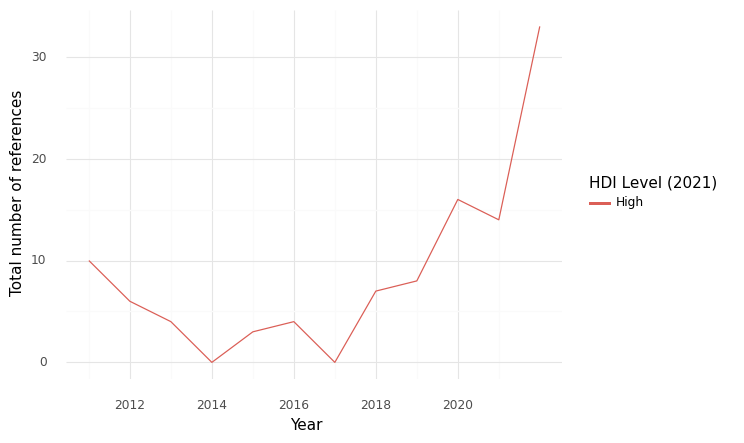 Total number of references
30
20
10
0
2012 2014 2016 2018 2020
Year
HDI Level (2021)
High